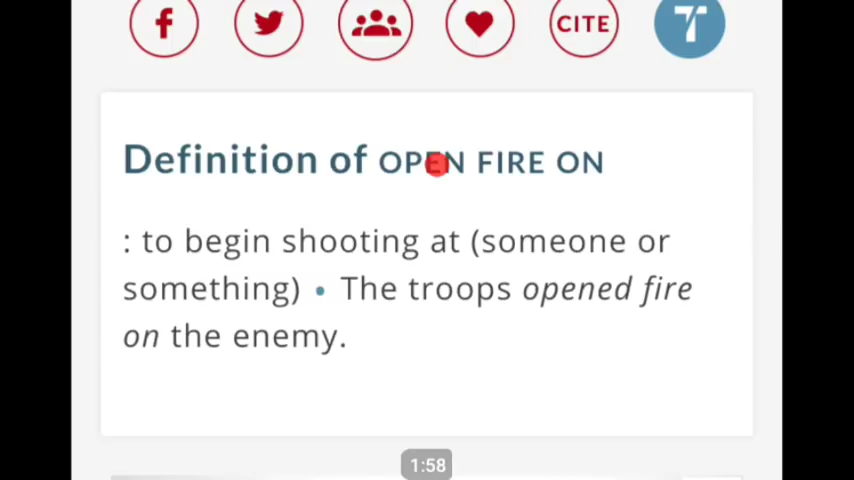 CITE
Definition of OPEN FIRE ON
: to begin shooting at (someone or
something) • The troops opened fire
on the enemy.
1:58